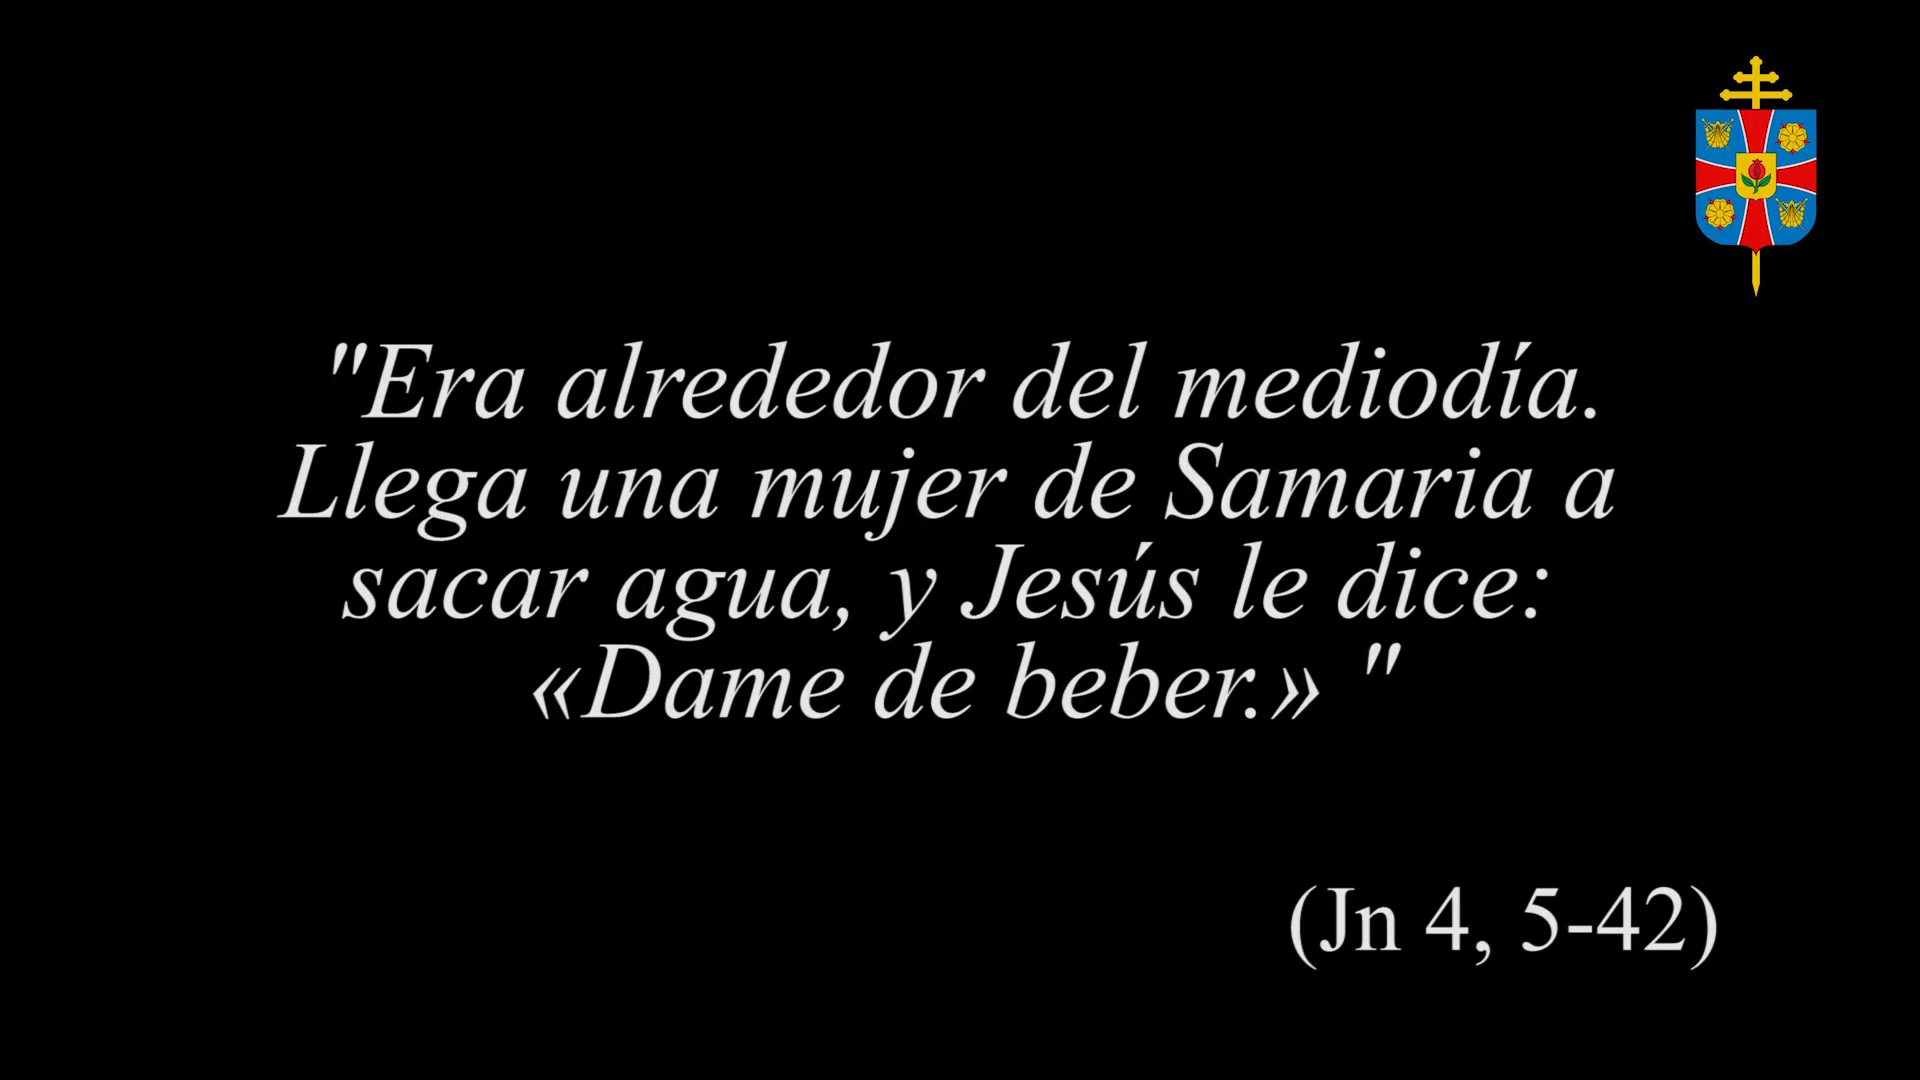 "Era alrededor del mediodía.
Llega una mujer de Samaria a
sacar agua, y Jesús le dice:
«Dame de beber.» "
(Jn 4, 5-42)